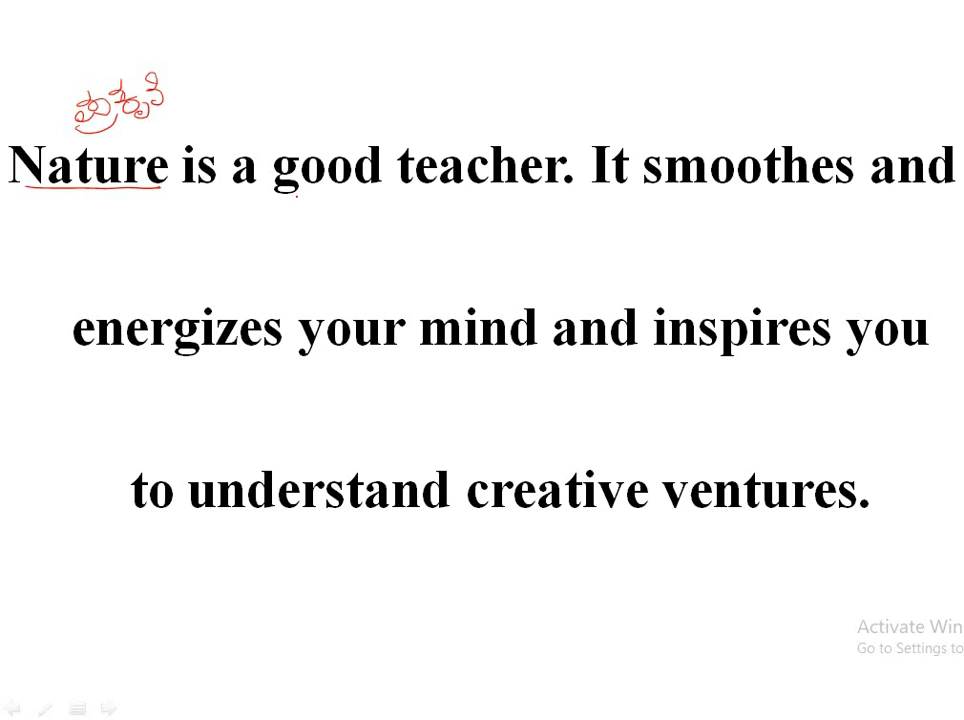 ಪ್ರಕೃತಿ
Nature is a good teacher. It smoothes and
energizes your mind and inspires you
to understand creative ventures.
Activate Win
Go to Settings to